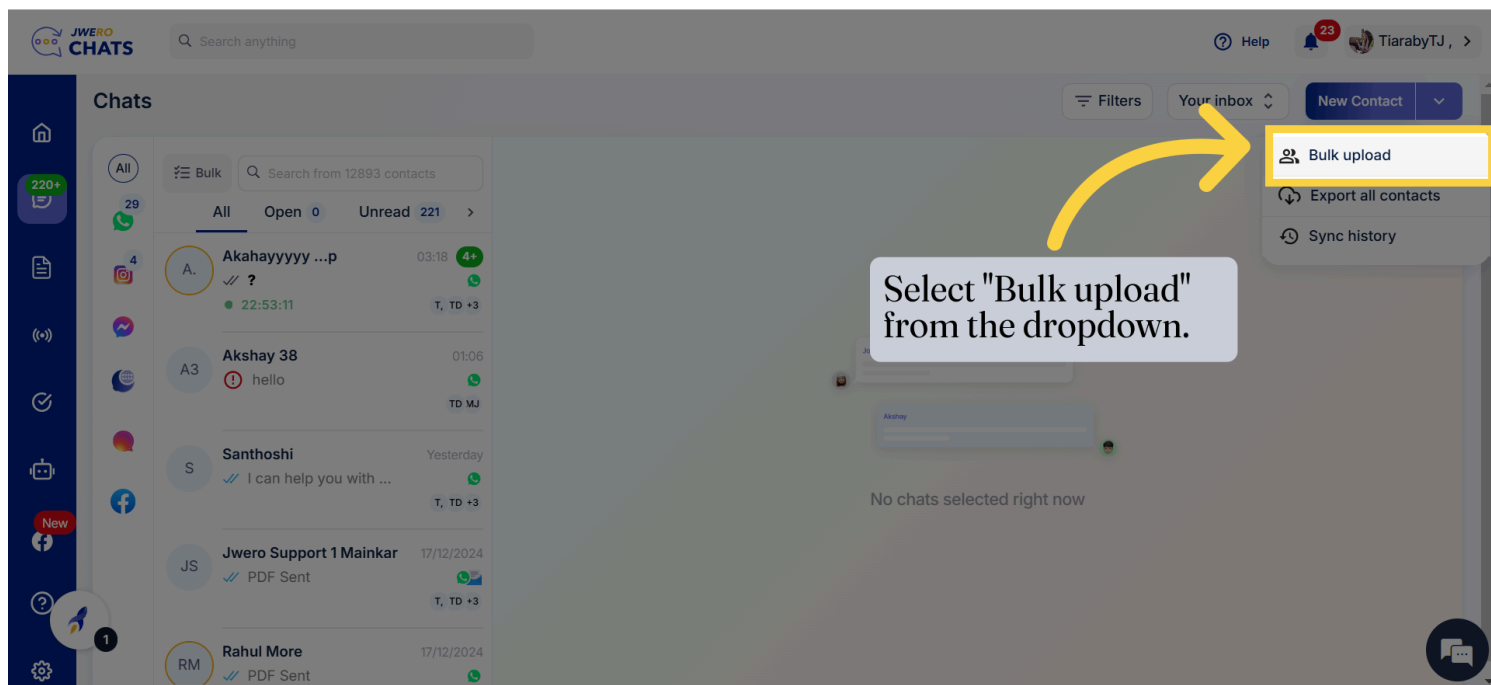 JWERO
CHATS
Search anything
Help
23
TiarabyTJ ,
Chats
Filters
Your inbox
New Contact
Bulk upload
Export all contacts
Sync history
220+
New
1
All
29
4
Bulk
Search from 12893 contacts
All Open 0 Unread 221
A.
Akahayyyyy ...p 03:18 4+
?
22:53:11 T, TD +3
A3
Akshay 38 01:06
hello
TD MJ
S
Santhoshi Yesterday
I can help you with ...
T, TD +3
JS
Jwero Support 1 Mainkar 17/12/2024
PDF Sent
T, TD +3
RM
Rahul More 17/12/2024
PDF Sent
Select "Bulk upload"
from the dropdown.
Akshay
No chats selected right now